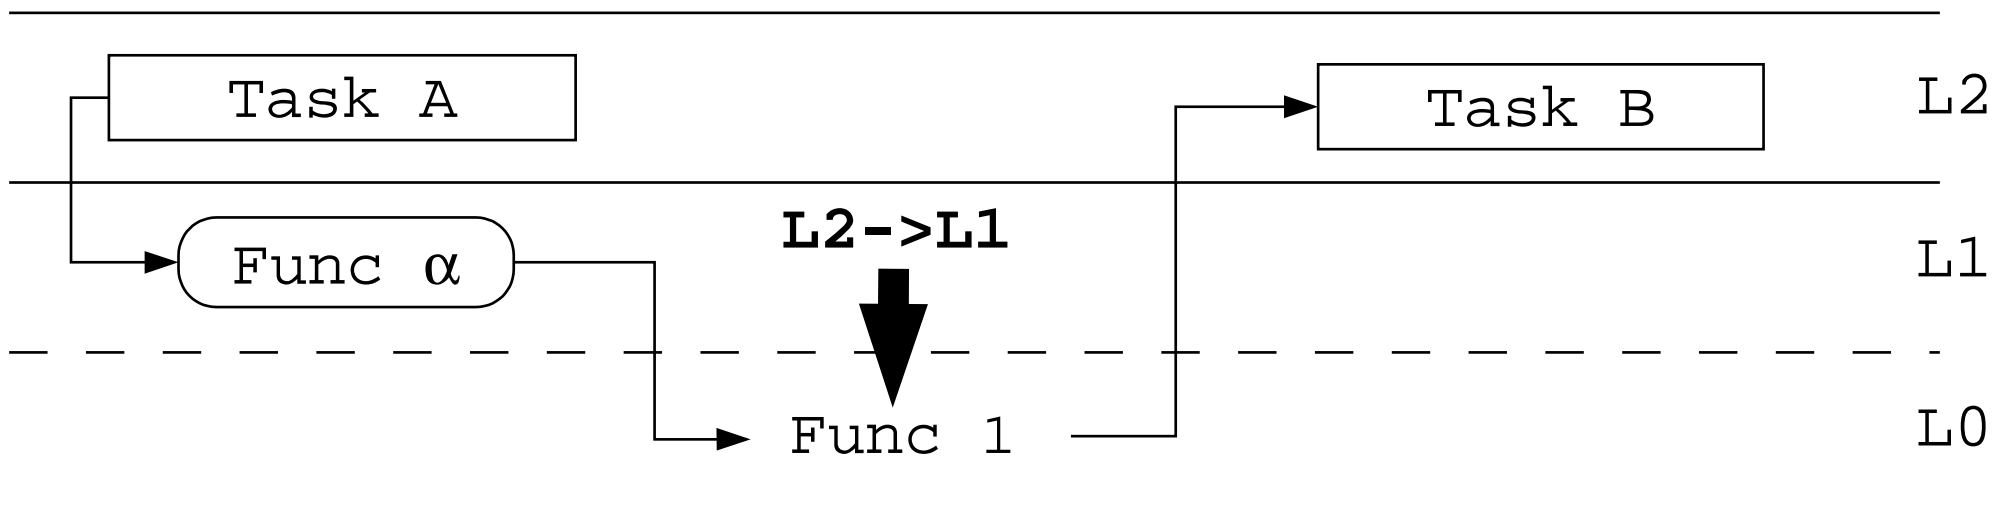 Task A
Task B
L2
L2->L1
Func α
L1
Func 1
L0